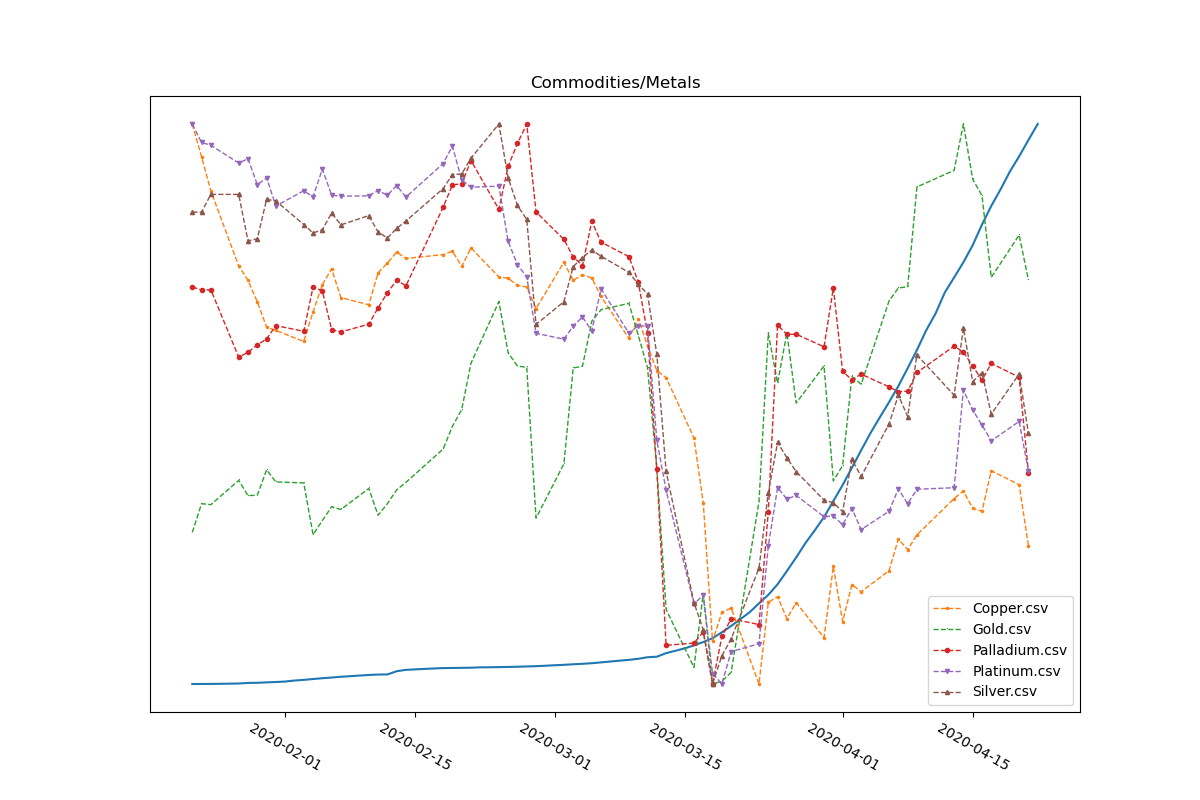 Commodities/Metals
Copper.csv
Gold.csv
Palladium.csv
Platinum.csv
Silver.csv
2020-02-01
2020-02-15
2020-03-01
2020-03-15
2020-04-01
2020-04-15